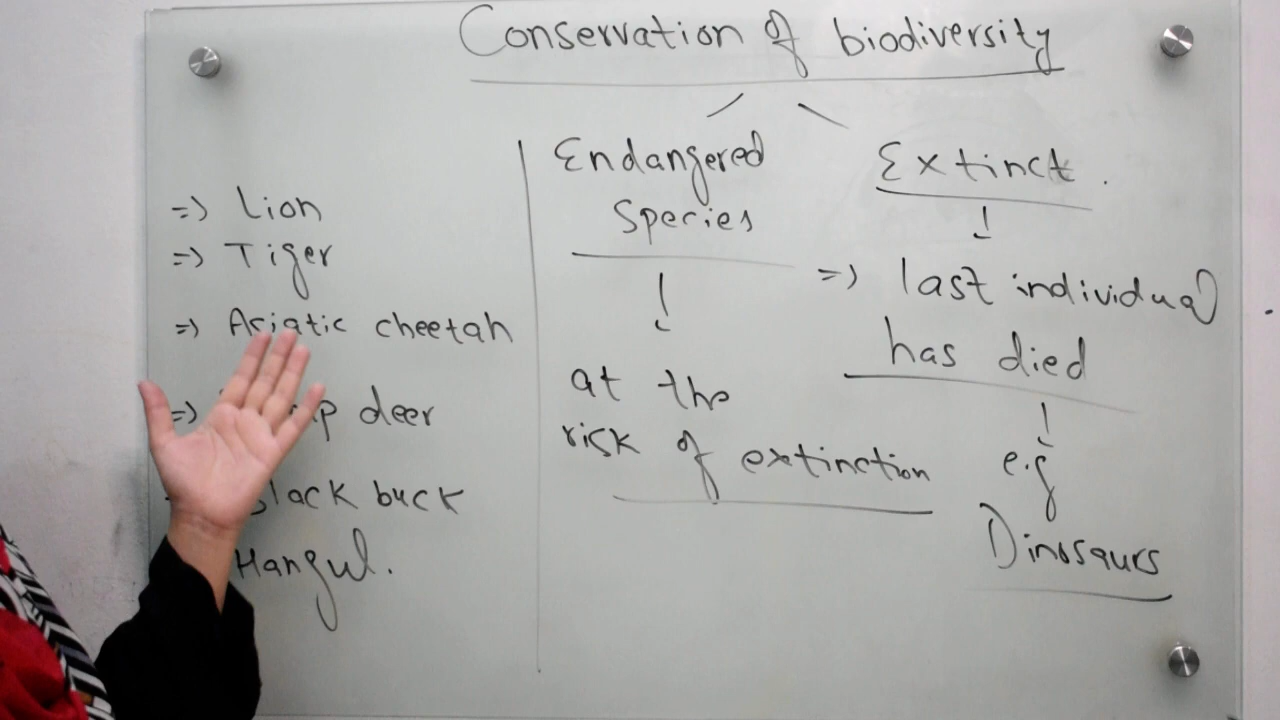 Conservation of biodiversity
=> Lion
=> Tiger
=> Asiatic cheetah
=> deer
buck
Hangul.
Endangered
Species
at the
risk of extinction
Extinct.
=> last individual
has died
e.g
Dinosaurs